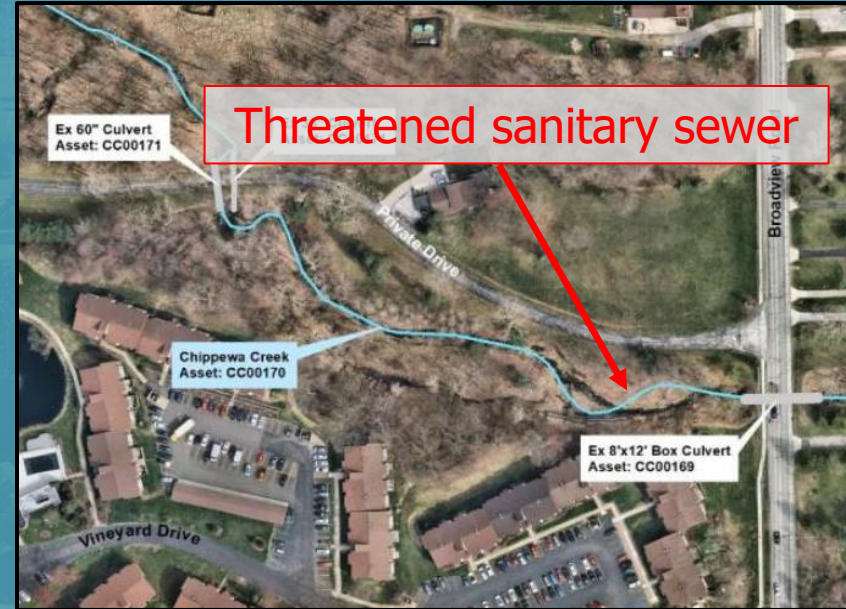 Threatened sanitary sewer
Ex 60" Culvert
Asset: CC00171
Private Drive
Broadview
Chippewa Creek
Asset: CC00170
Ex 8'x12' Box Culvert
Asset: CC00169
Vineyard Drive